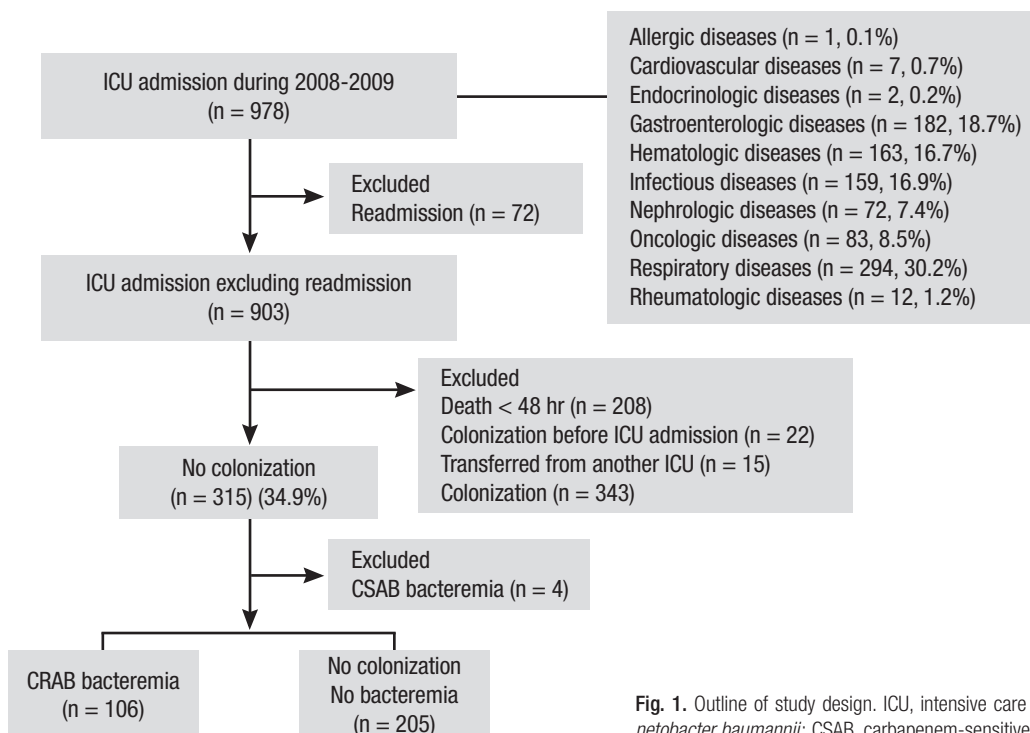 ICU admission during 2008-2009
(n = 978)
Allergic diseases (n = 1, 0.1%)
Cardiovascular diseases (n = 7, 0.7%)
Endocrinologic diseases (n = 2, 0.2%)
Gastroenterologic diseases (n = 182, 18.7%)
Hematologic diseases (n = 163, 16.7%)
Infectious diseases (n = 159, 16.9%)
Nephrologic diseases (n = 72, 7.4%)
Oncologic diseases (n = 83, 8.5%)
Respiratory diseases (n = 294, 30.2%)
Rheumatologic diseases (n = 12, 1.2%)
Excluded
Readmission (n = 72)
ICU admission excluding readmission
(n = 903)
Excluded
Death < 48 hr (n = 208)
Colonization before ICU admission (n = 22)
Transferred from another ICU (n = 15)
Colonization (n = 343)
No colonization
(n = 315) (34.9%)
Excluded
CSAB bacteremia (n = 4)
CRAB bacteremia
(n = 106)
No colonization
No bacteremia
(n = 205)
Fig. 1. Outline of study design. ICU, intensive care
netobacter baumannii; CSAB, carbapenem-sensitive